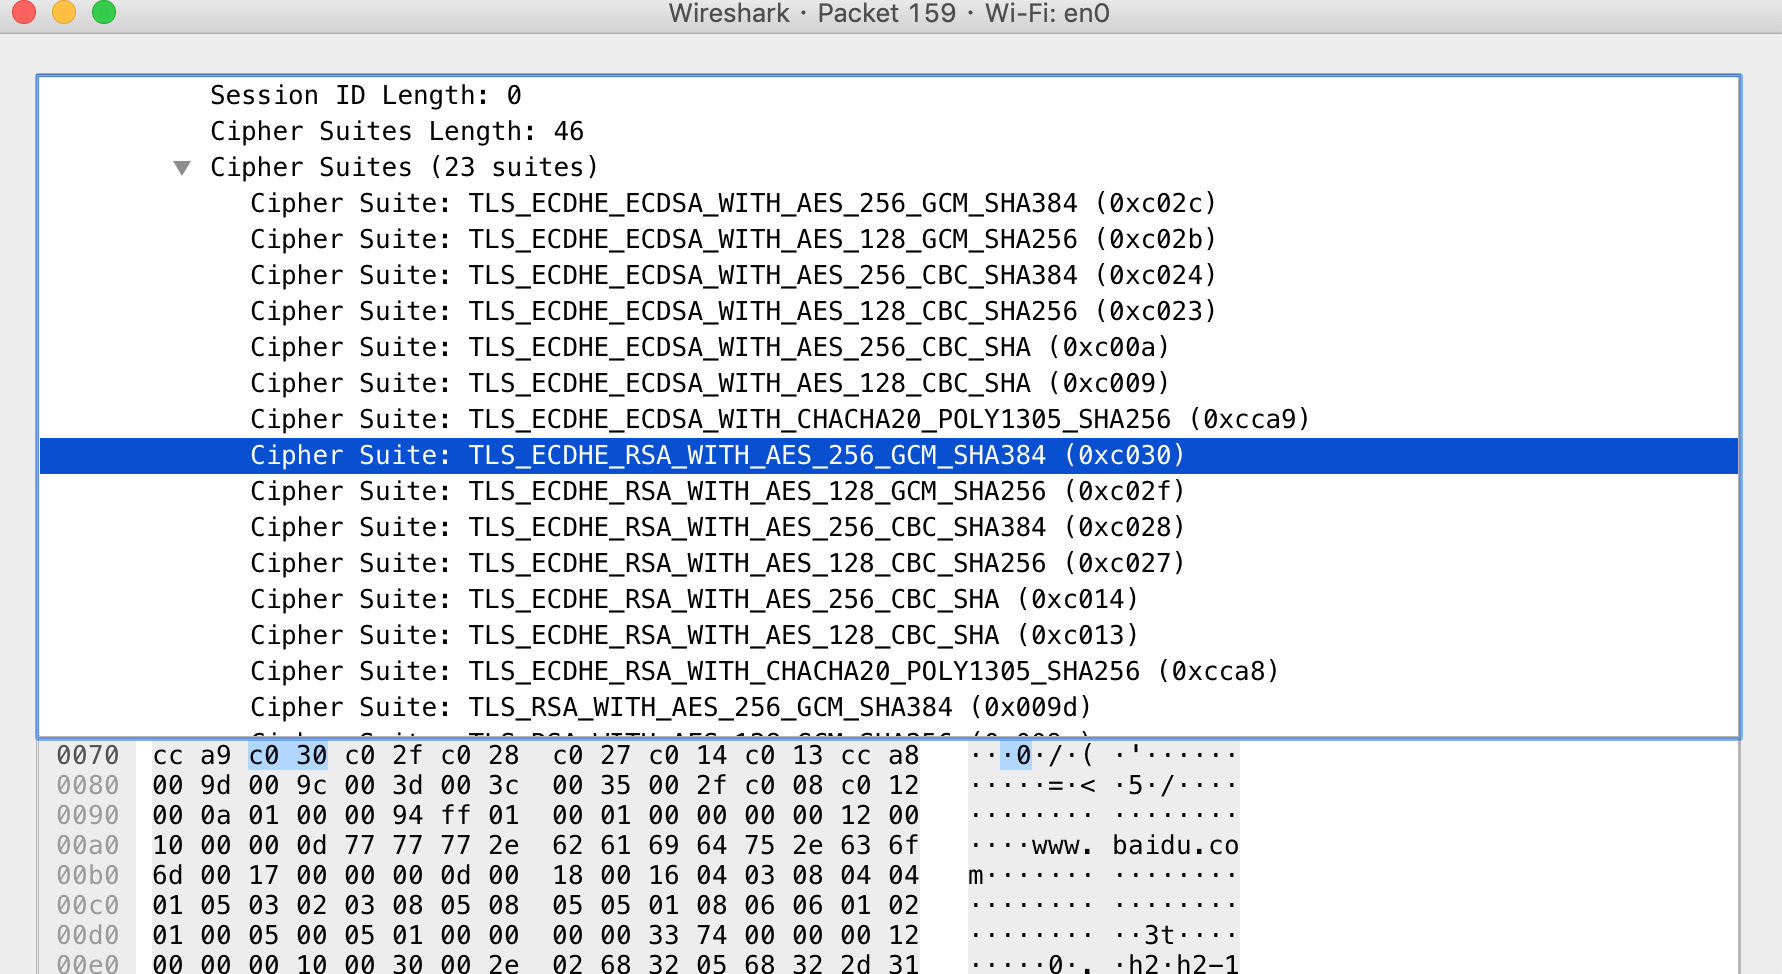 Wireshark · Packet 159 · Wi-Fi: en0
Session ID Length: 0
Cipher Suites Length: 46
Cipher Suites (23 suites)
Cipher Suite: TLS_ECDHE_ECDSA_WITH_AES_256_GCM_SHA384 (0xc02c)
Cipher Suite: TLS_ECDHE_ECDSA_WITH_AES_128_GCM_SHA256 (0xc02b)
Cipher Suite: TLS_ECDHE_ECDSA_WITH_AES_256_CBC_SHA384 (0xc024)
Cipher Suite: TLS_ECDHE_ECDSA_WITH_AES_128_CBC_SHA256 (0xc023)
Cipher Suite: TLS_ECDHE_ECDSA_WITH_AES_256_CBC_SHA (0xc00a)
Cipher Suite: TLS_ECDHE_ECDSA_WITH_AES_128_CBC_SHA (0xc009)
Cipher Suite: TLS_ECDHE_ECDSA_WITH_CHACHA20_POLY1305_SHA256 (0xcca9)
Cipher Suite: TLS_ECDHE_RSA_WITH_AES_256_GCM_SHA384 (0xc030)
Cipher Suite: TLS_ECDHE_RSA_WITH_AES_128_GCM_SHA256 (0xc02f)
Cipher Suite: TLS_ECDHE_RSA_WITH_AES_256_CBC_SHA384 (0xc028)
Cipher Suite: TLS_ECDHE_RSA_WITH_AES_128_CBC_SHA256 (0xc027)
Cipher Suite: TLS_ECDHE_RSA_WITH_AES_256_CBC_SHA (0xc014)
Cipher Suite: TLS_ECDHE_RSA_WITH_AES_128_CBC_SHA (0xc013)
Cipher Suite: TLS_ECDHE_RSA_WITH_CHACHA20_POLY1305_SHA256 (0xcca8)
Cipher Suite: TLS_RSA_WITH_AES_256_GCM_SHA384 (0x009d)
0070 cc a9 c0 30 c0 2f c0 28 c0 27 c0 14 c0 13 cc a8 ···0·/·( ·'······
0080 00 9d 00 9c 00 3d 00 3c 00 35 00 2f c0 08 c0 12 ·····=·< ·5·/····
0090 00 0a 01 00 00 94 ff 01 00 01 00 00 00 00 12 00 ········ ········
00a0 10 00 00 0d 77 77 77 2e 62 61 69 64 75 2e 63 6f ····www. baidu.co
00b0 6d 00 17 00 00 00 0d 00 18 00 16 04 03 08 04 04 m······· ········
00c0 01 05 03 02 03 08 05 08 05 05 01 08 06 06 01 02 ········ ········
00d0 01 00 05 00 05 01 00 00 00 00 33 74 00 00 00 12 ········ ··3t····
00e0 00 00 00 10 00 30 00 2e 02 68 32 05 68 32 2d 31 ·····0·. ·h2·h2-1